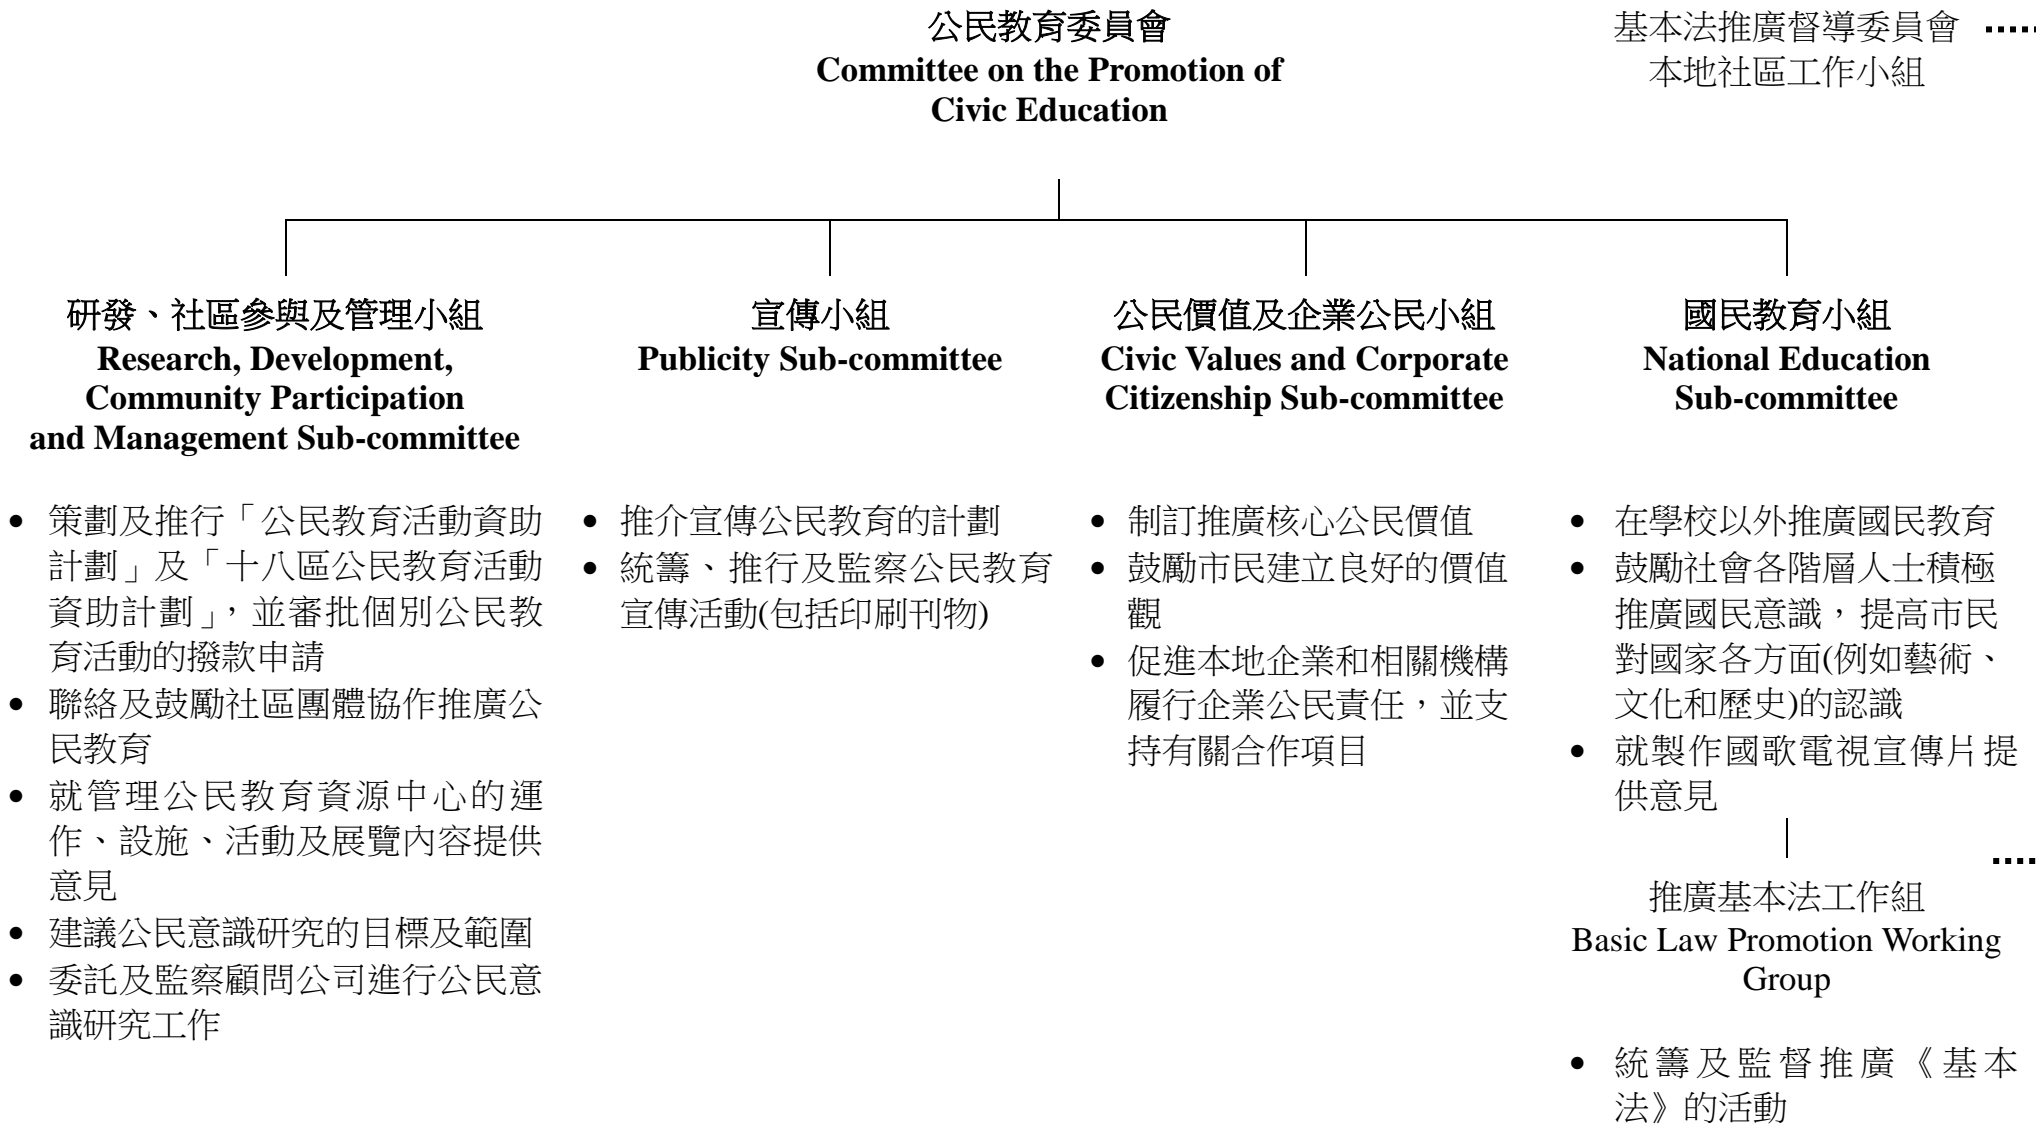 公民教育委員會
Committee on the Promotion of
Civic Education
基本法推廣督導委員會
本地社區工作小組
研發、社區參與及管理小組
Research, Development,
Community Participation
and Management Sub-committee
• 策劃及推行「公民教育活動資助
計劃」及「十八區公民教育活動
資助計劃」，並審批個別公民教
育活動的撥款申請
• 聯絡及鼓勵社區團體協作推廣公
民教育
• 就管理公民教育資源中心的運
作、設施、活動及展覽內容提供
意見
• 建議公民意識研究的目標及範圍
• 委託及監察顧問公司進行公民意
識研究工作
宣傳小組
Publicity Sub-committee
• 推介宣傳公民教育的計劃
• 統籌、推行及監察公民教育
宣傳活動(包括印刷刊物)
公民價值及企業公民小組
Civic Values and Corporate
Citizenship Sub-committee
• 制訂推廣核心公民價值
• 鼓勵市民建立良好的價值
觀
• 促進本地企業和相關機構
履行企業公民責任，並支
持有關合作項目
國民教育小組
National Education
Sub-committee
• 在學校以外推廣國民教育
• 鼓勵社會各階層人士積極
推廣國民意識， 提高市民
對國家各方面(例如藝術、
文化和歷史)的認識
• 就製作國歌電視宣傳片提
供意見
推廣基本法工作組
Basic Law Promotion Working
Group
• 統籌及監督推廣《基本
法》的活動